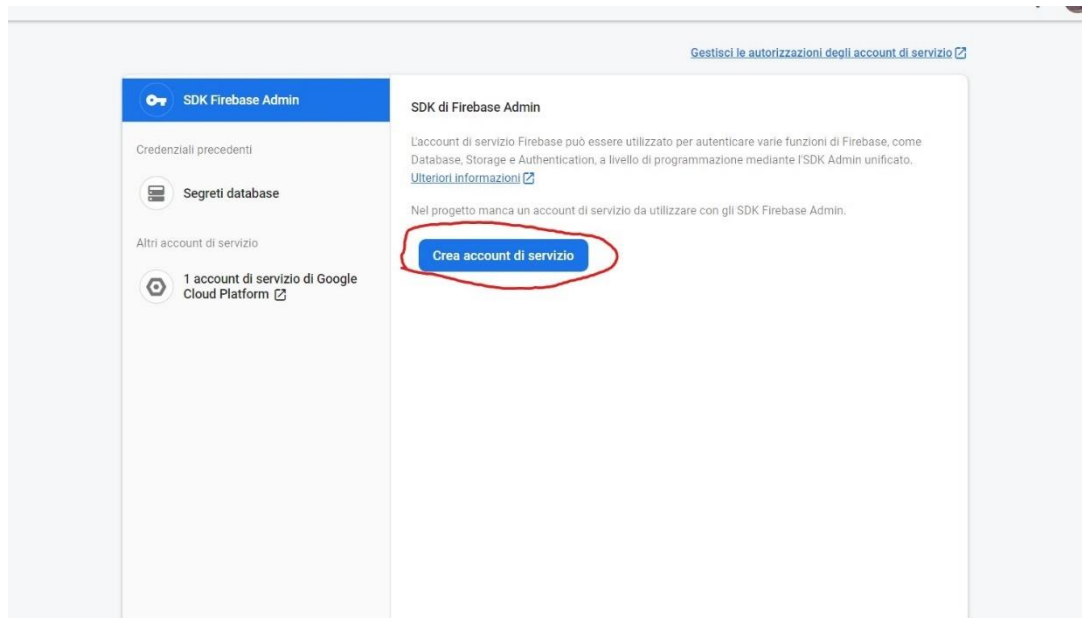 Gestisci le autorizzazioni degli account di servizio
SDK Firebase Admin
Credenziali precedenti
Segreti database
Altri account di servizio
1 account di servizio di Google
Cloud Platform
SDK di Firebase Admin
L'account di servizio Firebase può essere utilizzato per autenticare varie funzioni di Firebase, come
Database, Storage e Authentication, a livello di programmazione mediante l'SDK Admin unificato.
Ulteriori informazioni
Nel progetto manca un account di servizio da utilizzare con gli SDK Firebase Admin.
Crea account di servizio